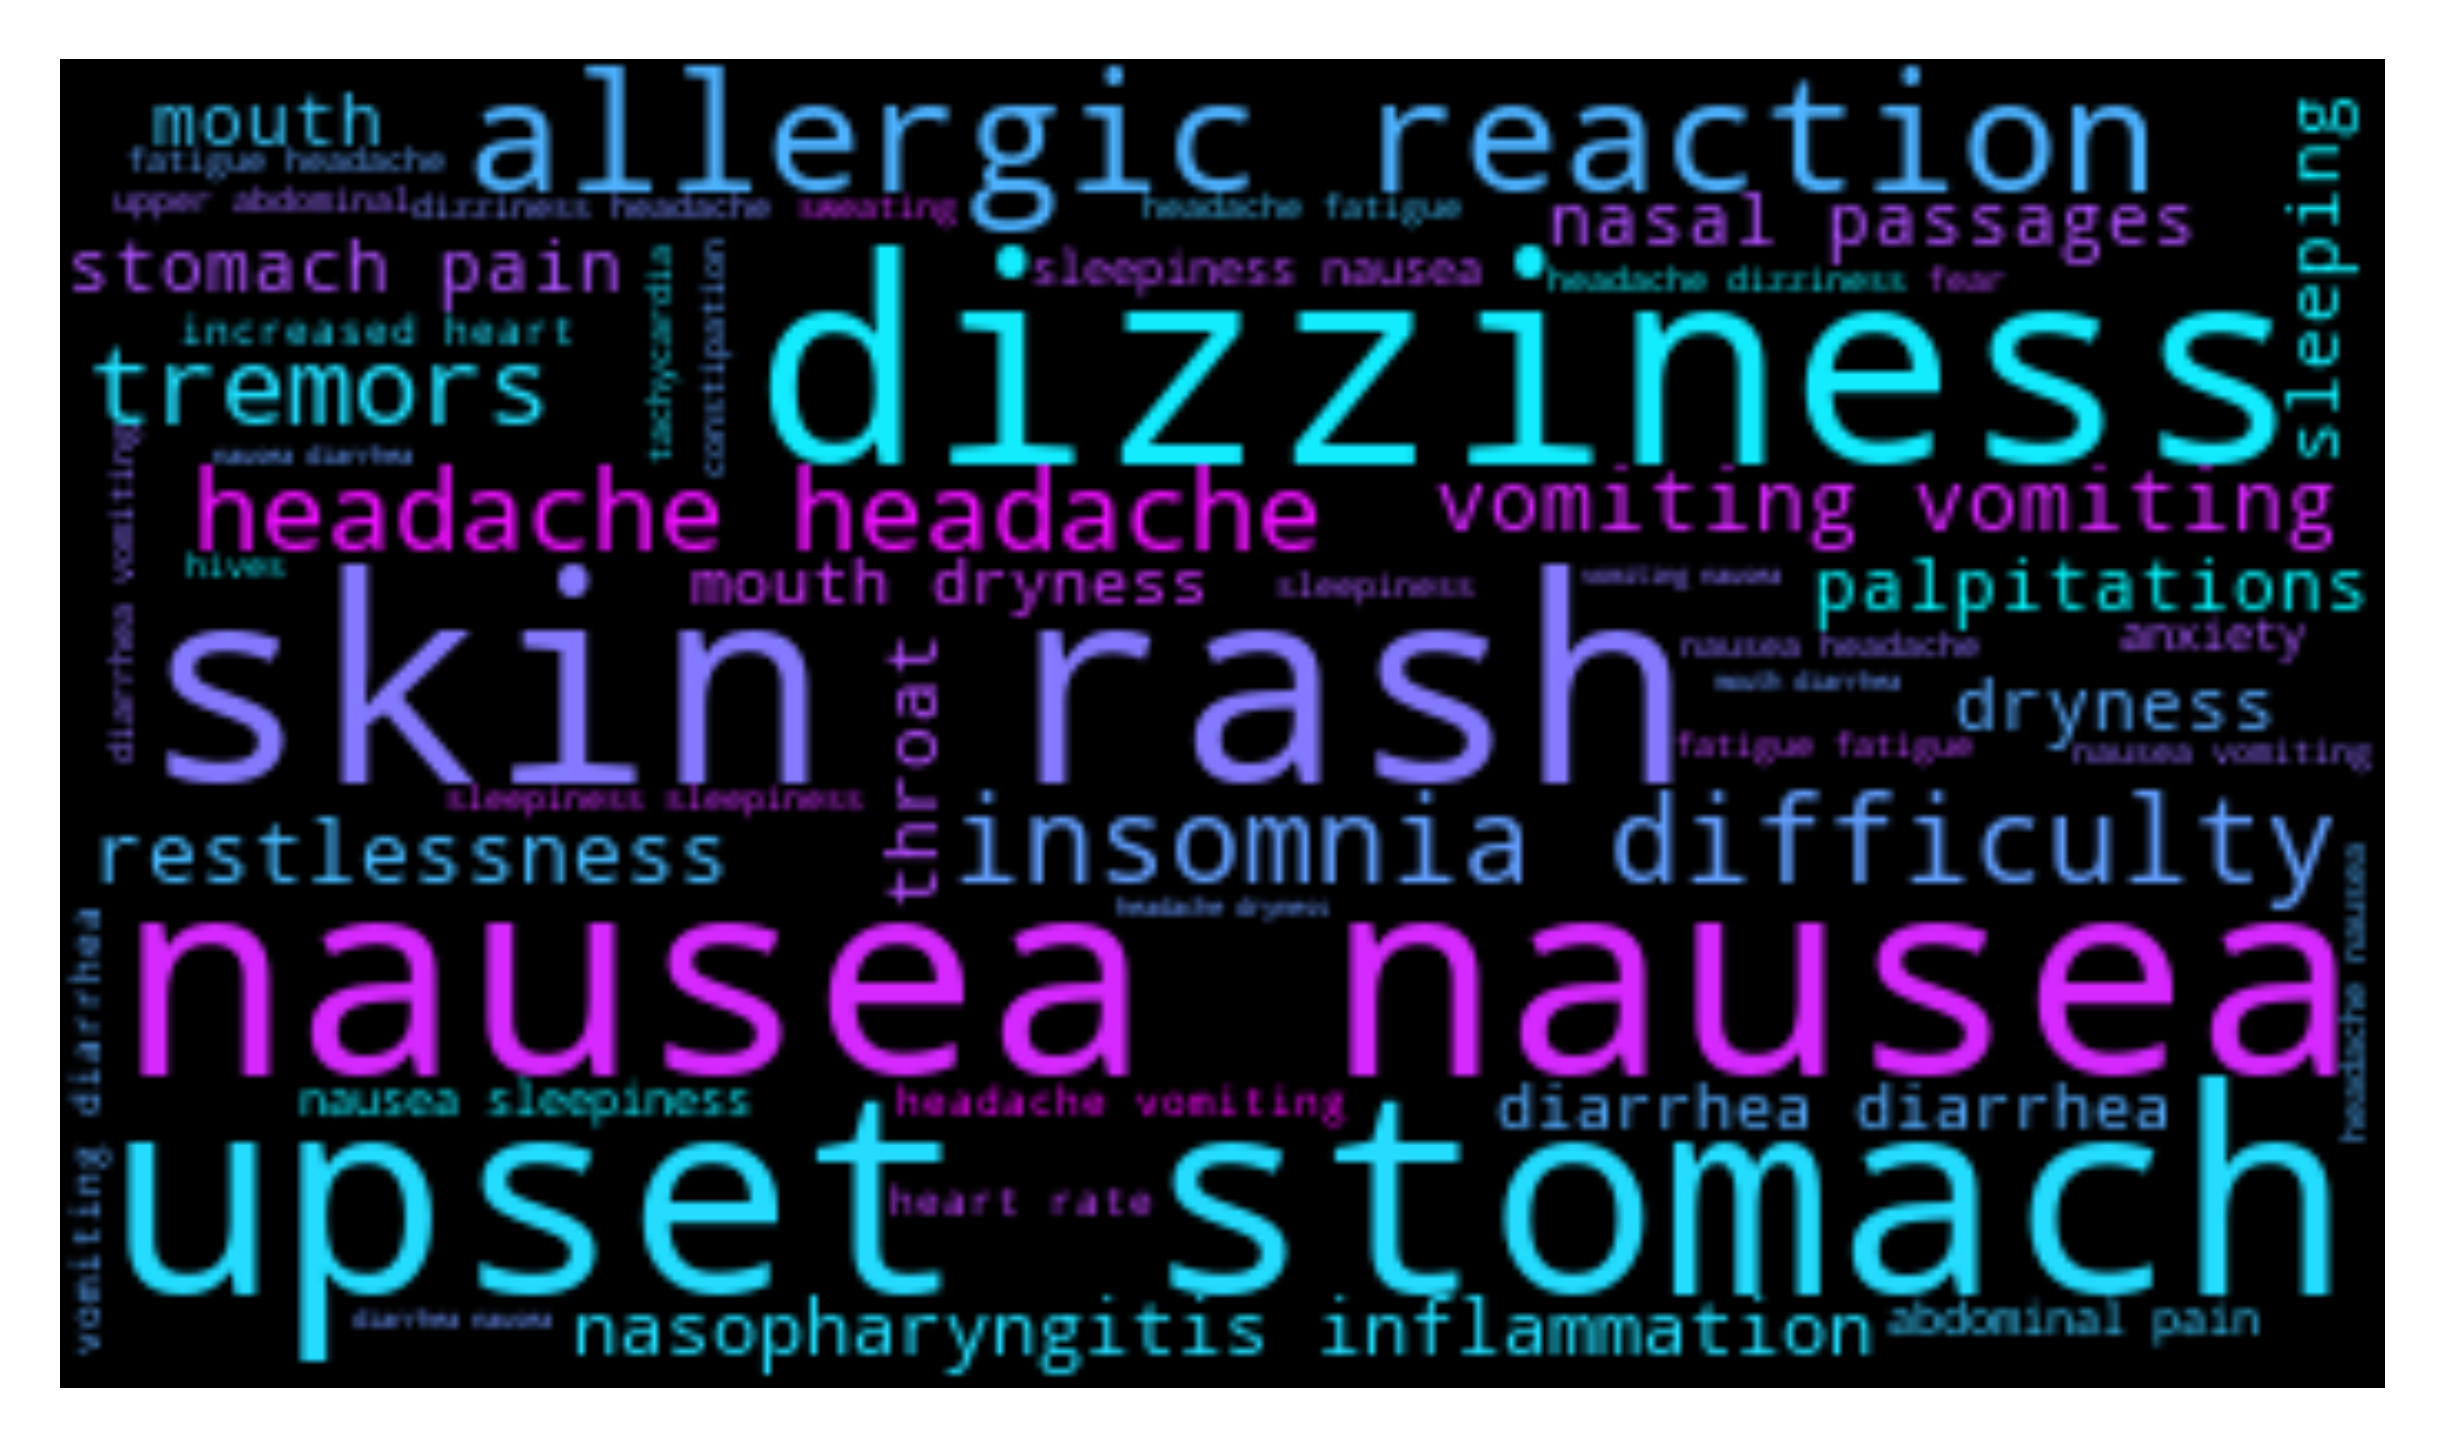 mouth
allergic reaction
sleeping
fatigue headache
upper abdominal
dizziness headache
sweating
headache fatigue
nasal passages
stomach pain
sleepiness nausea
headache dizziness
fear
increased heart
tachycardia
constipation
dizziness
tremors
diarrhea vomiting
nausea diarrhea
headache headache
vomiting vomiting
hives
mouth dryness
sleepiness
vomiting nausea
palpitations
skin rash
throat
nausea headache
anxiety
mouth diarrhea
dryness
fatigue fatigue
nausea vomiting
sleepiness sleepiness
restlessness
insomnia difficulty
headache dryness
headache nausea
nausea nausea
vomiting diarrhea
nausea sleepiness
headache vomiting
diarrhea diarrhea
upset stomach
heart rate
diarrhea nausea
nasopharyngitis inflammation
abdominal pain